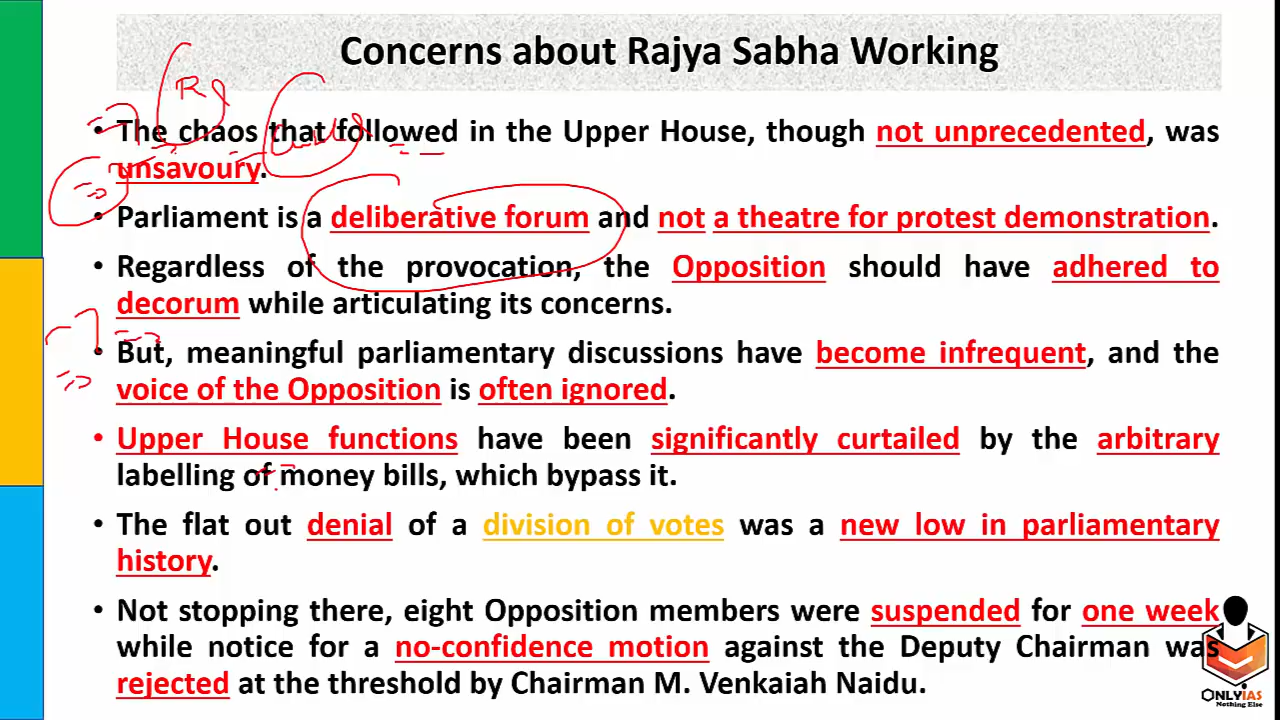 Concerns about Rajya Sabha Working
• The chaos that followed in the Upper House, though not unprecedented, was
unsavoury.
• Parliament is a deliberative forum and not a theatre for protest demonstration.
• Regardless of the provocation, the Opposition should have adhered to
decorum while articulating its concerns.
• But, meaningful parliamentary discussions have become infrequent, and the
voice of the Opposition is often ignored.
• Upper House functions have been significantly curtailed by the arbitrary
labelling of money bills, which bypass it.
• The flat out denial of a division of votes was a new low in parliamentary
history.
• Not stopping there, eight Opposition members were suspended for one week
while notice for a no-confidence motion against the Deputy Chairman was
rejected at the threshold by Chairman M. Venkaiah Naidu.
ONLYIAS
Nothing Else